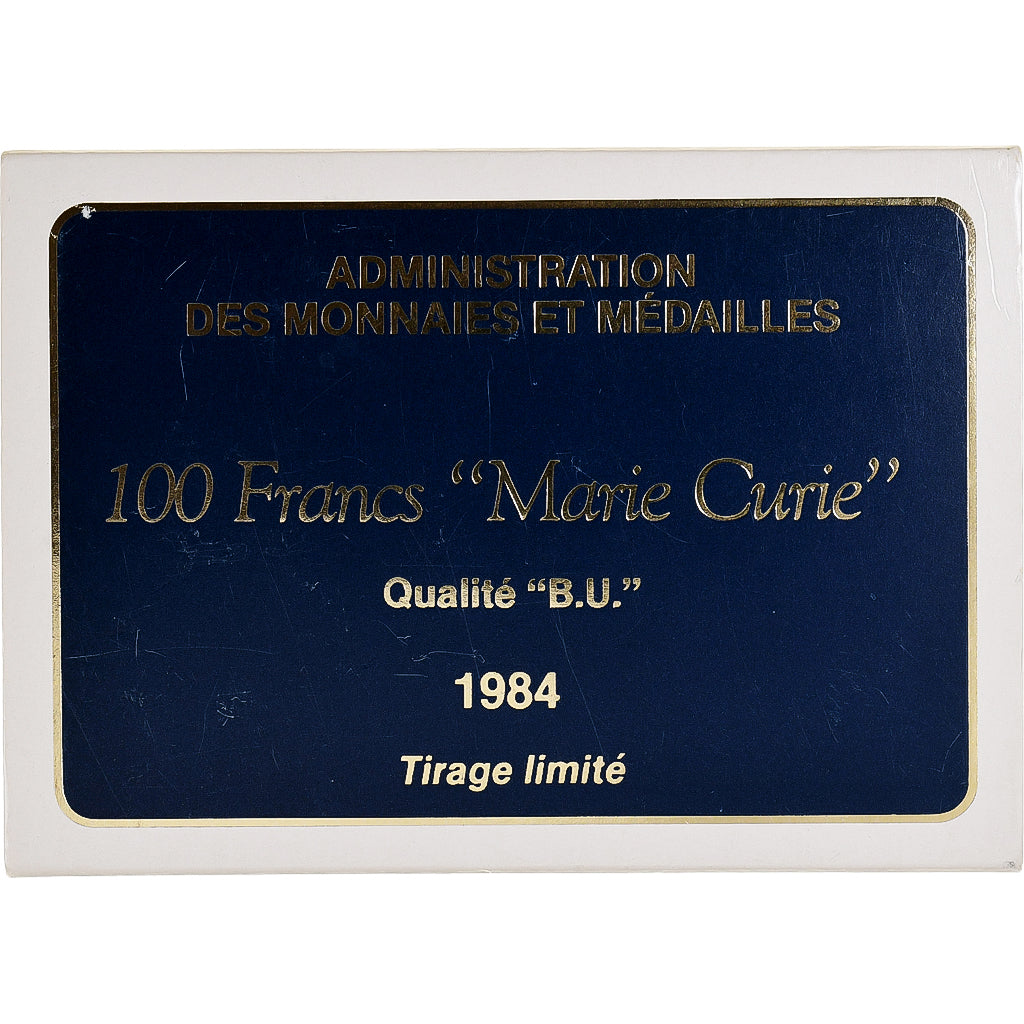 ADMINISTRATION
DES MONNAIES ET MÉDAILLES
100 Francs “Marie Curie”
Qualité “B.U.”
1984
Tirage limité